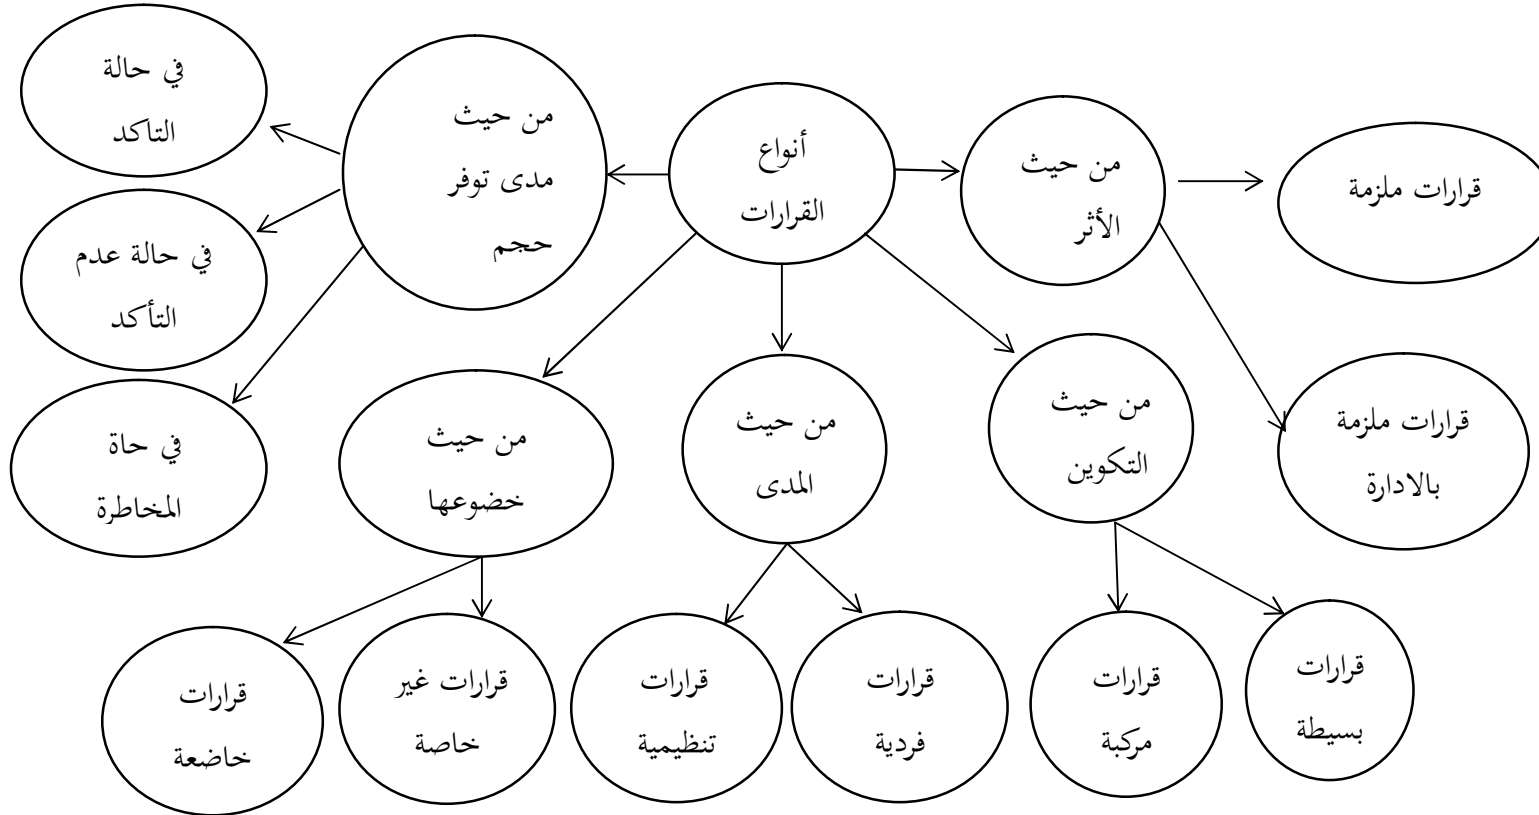 أنواع
القرارات
من حيث
الأثر
قرارات ملزمة
قرارات ملزمة
بالادارة
من حيث
التكوين
قرارات
بسيطة
قرارات
مركبة
من حيث
المدى
قرارات
فردية
قرارات
تنظيمية
من حيث
خضوعها
قرارات غير
خاصة
قرارات
خاضعة
من حيث
مدى توفر
حجم
في حالة
التاكد
في حالة عدم
التأكد
في حاة
المخاطرة